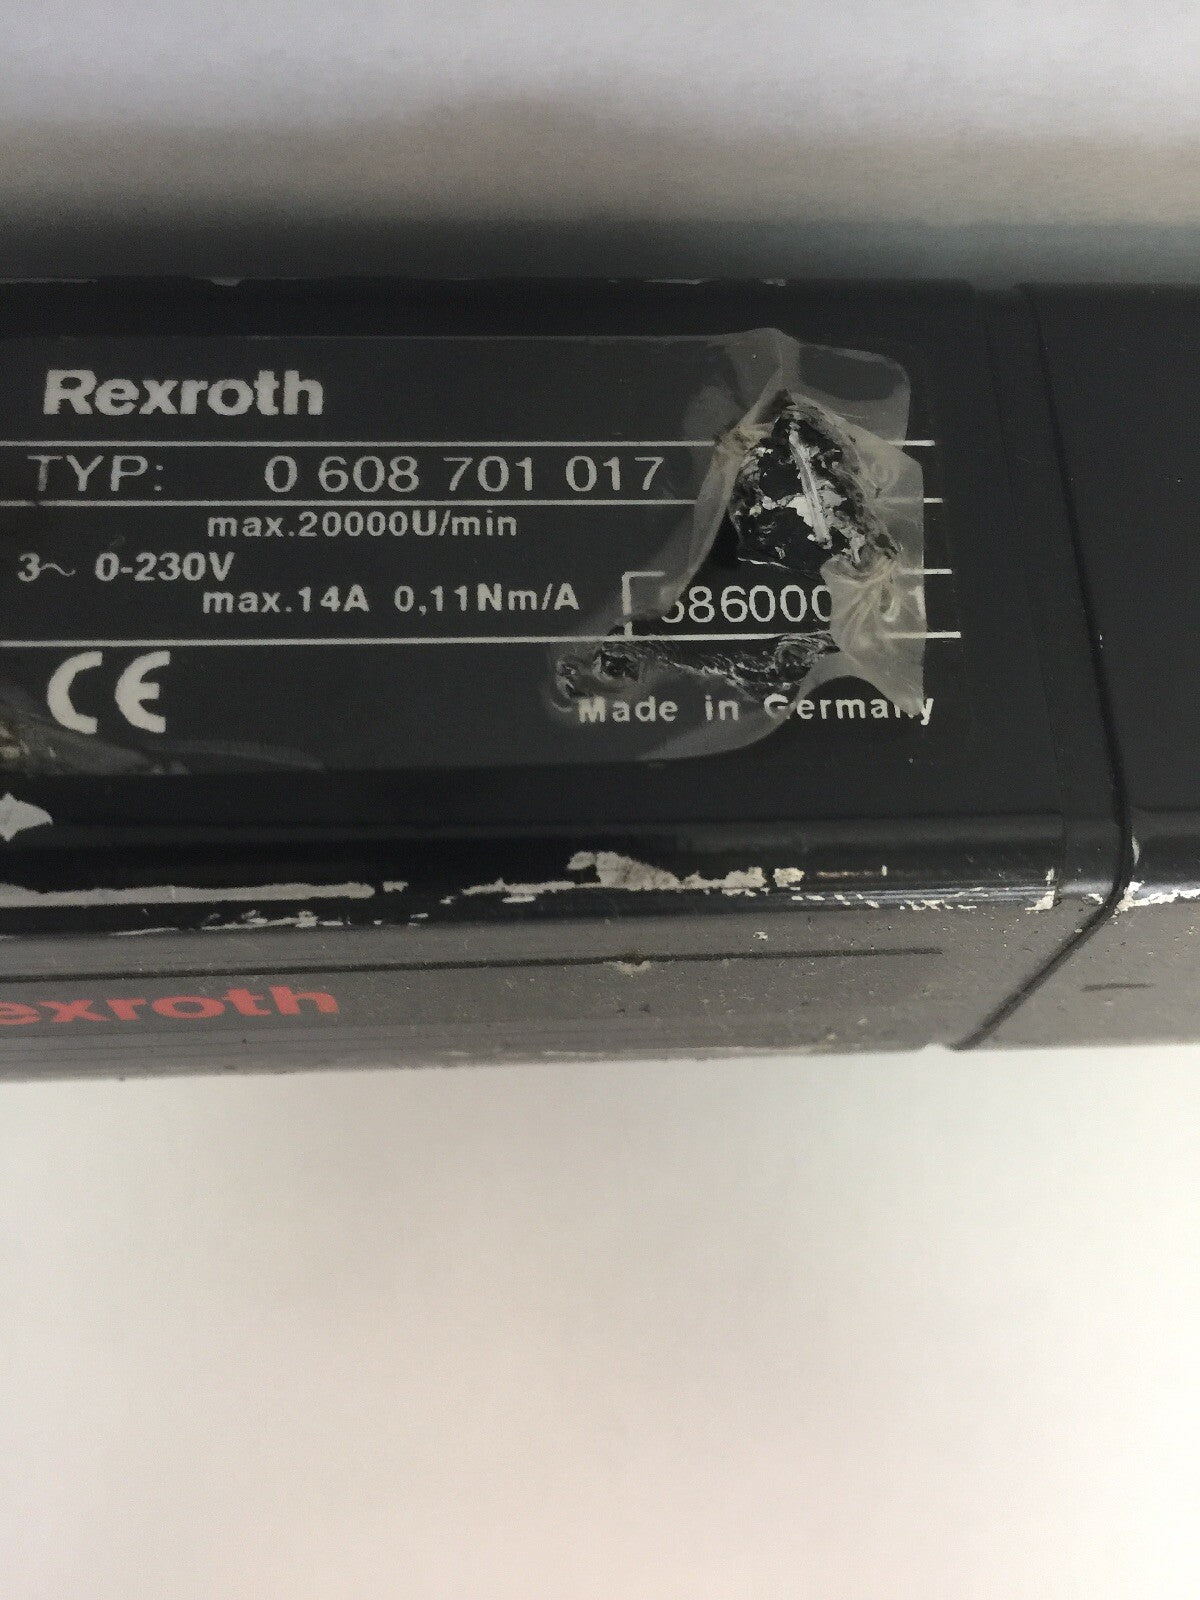 Rexroth
TYP: 0 608 701 017
max.20000U/min
3~ 0-230V
max.14A 0,11Nm/A
CE
Made in Germany
exroth